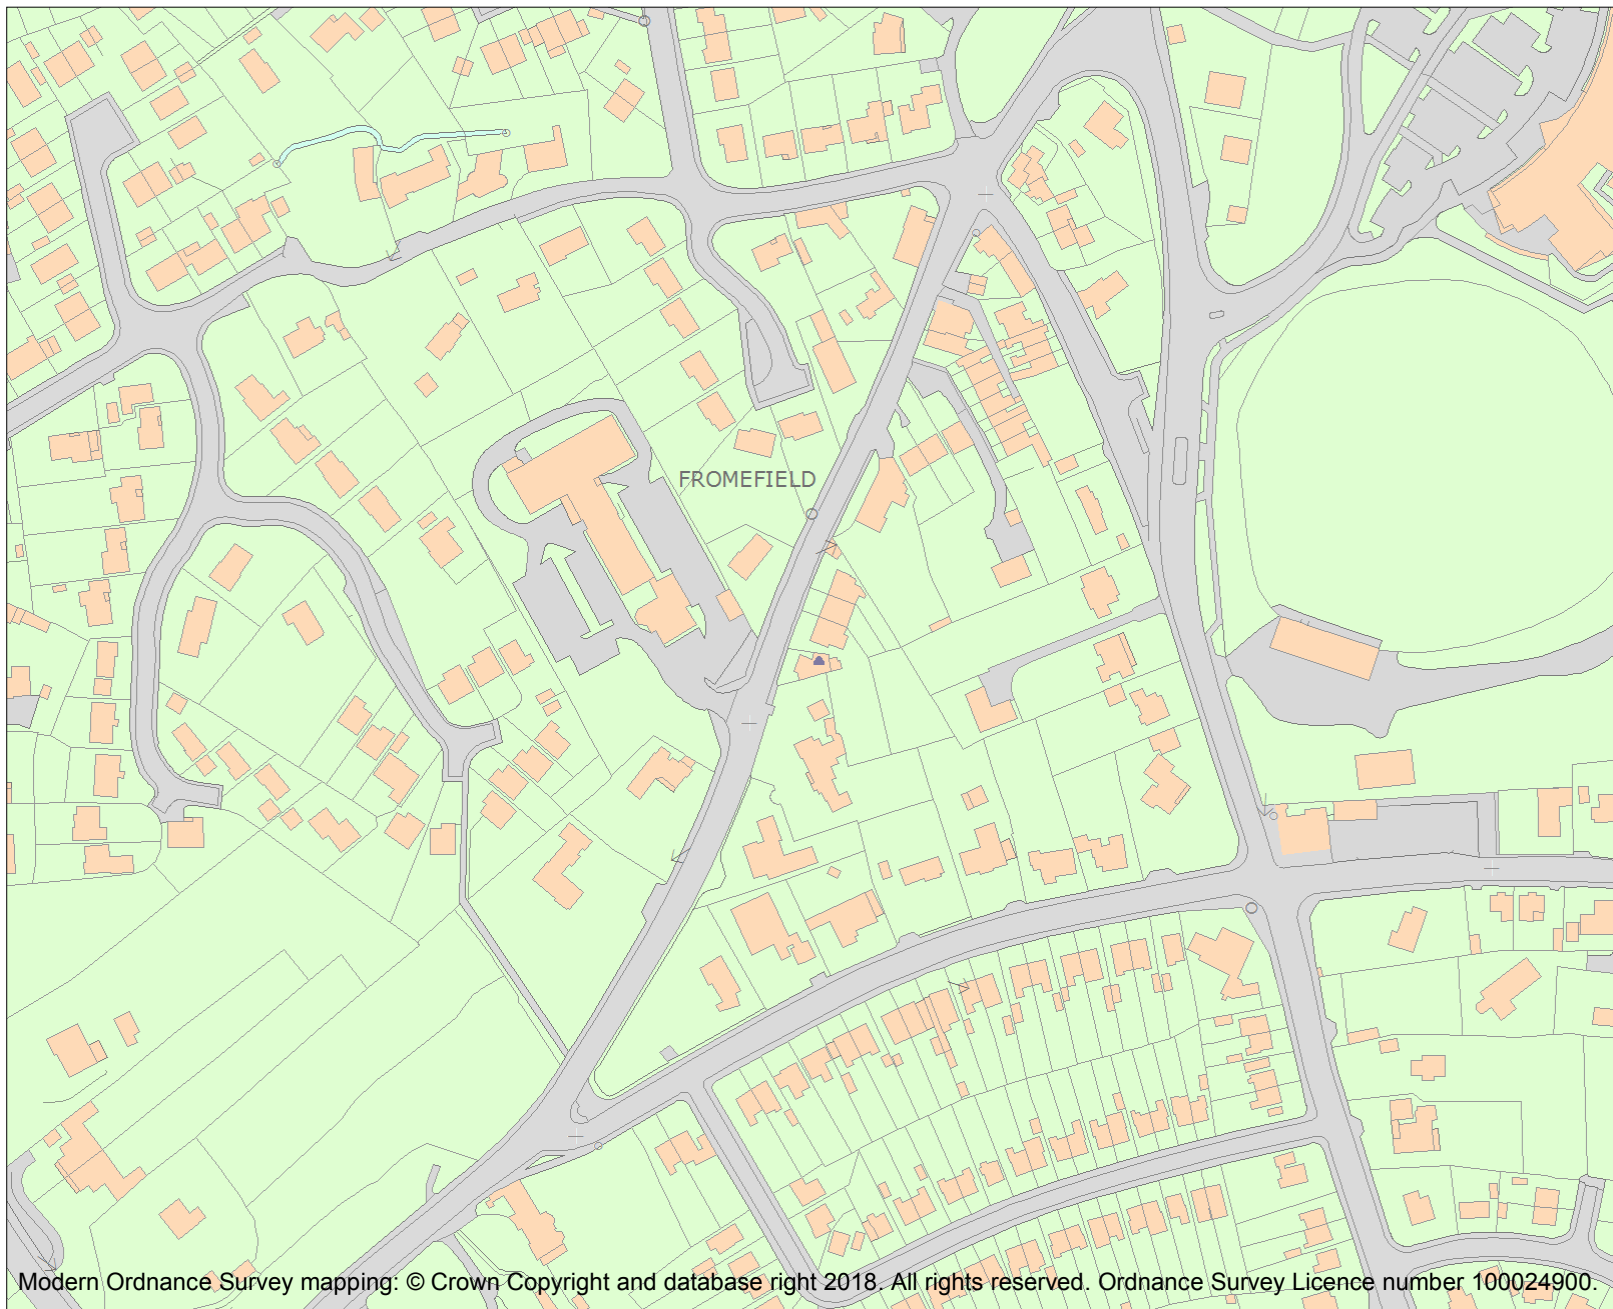 FROMEFIELD
Modern Ordnance Survey mapping: © Crown Copyright and database right 2018. All rights reserved. Ordnance Survey Licence number 100024900.